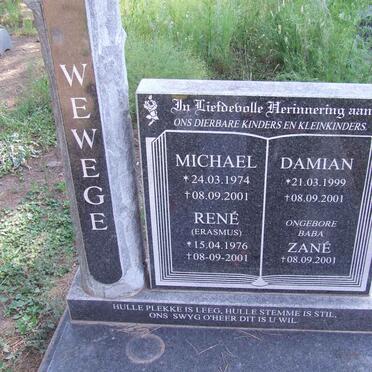 WEWEGE
In Liefdevolle Herinnering aan
ONS DIERBARE KINDERS EN KLEINKINDERS.
MICHAEL
*24.03.1974
†08.09.2001
RENÉ
(ERASMUS)
*15.04.1976
†08-09-2001
DAMIAN
*21.03.1999
†08.09.2001
ONGEBORE
BABA
ZANÉ
†08.09.2001
HULLE PLEKKE IS LEEG, HULLE STEMME IS STIL,
ONS SWYG O'HEER DIT IS U WIL.